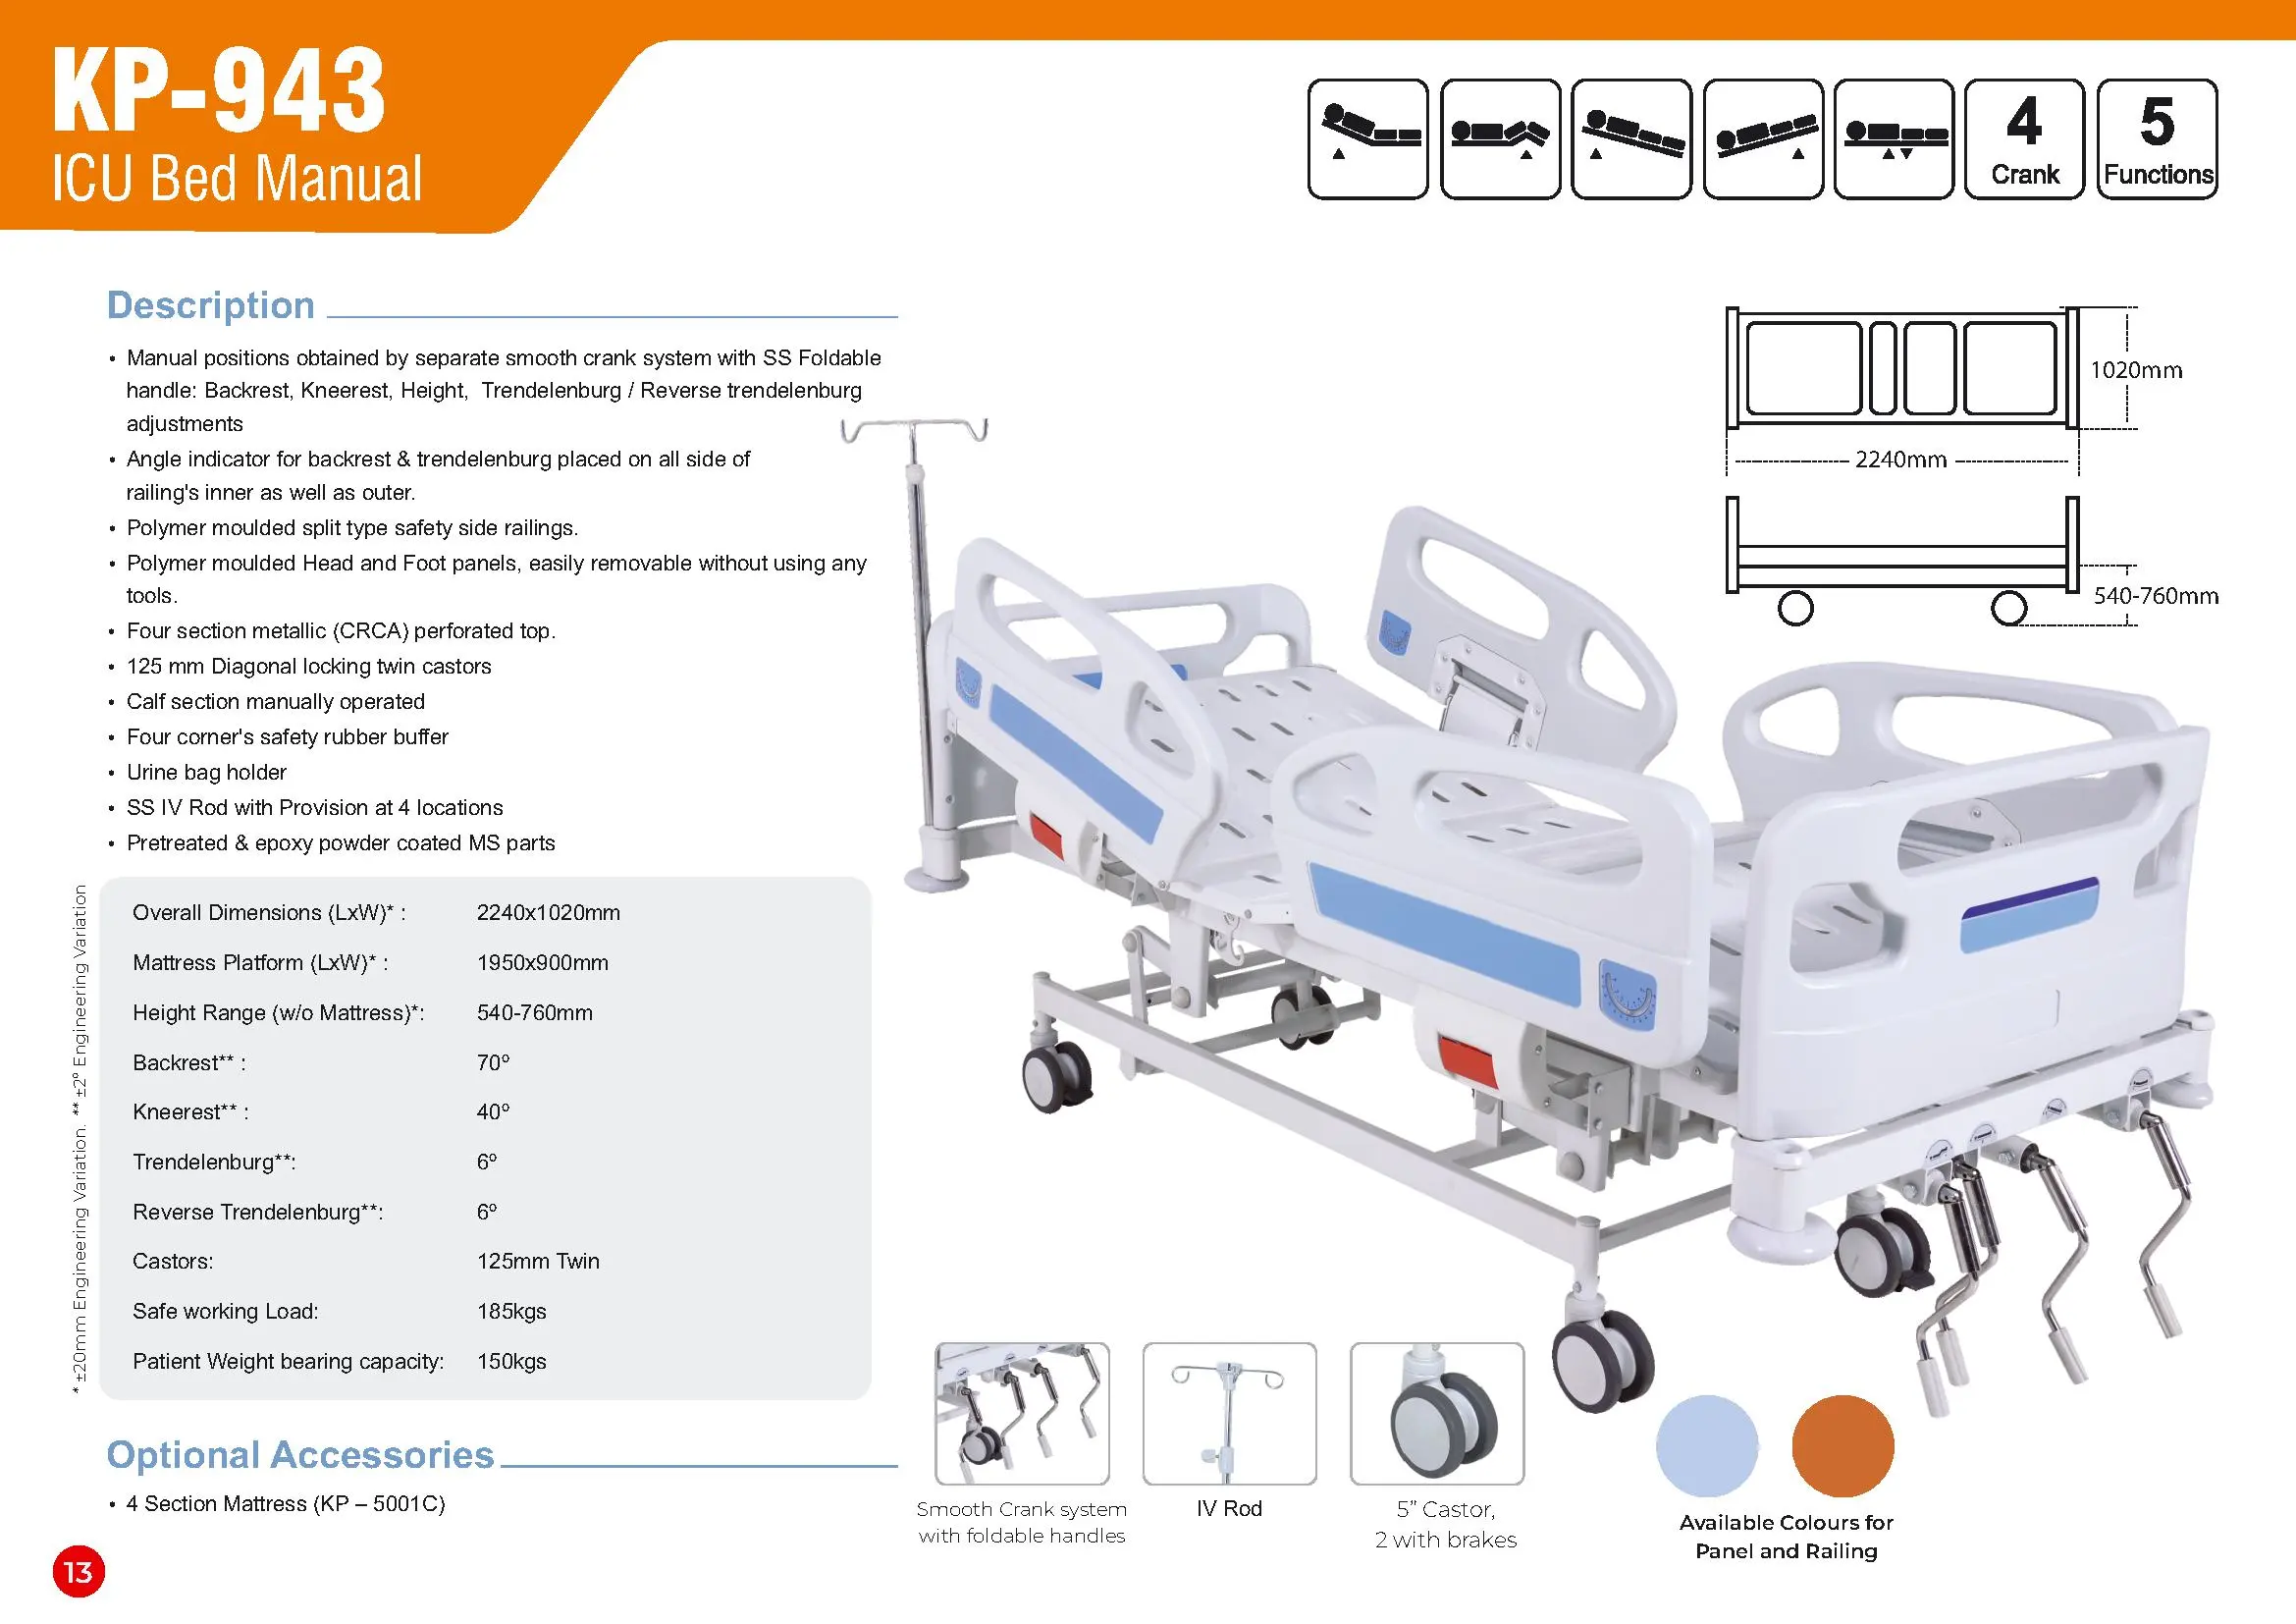 KP-943
ICU Bed Manual
4
Crank
5
Functions
Description
• Manual positions obtained by separate smooth crank system with SS Foldable
handle: Backrest, Kneerest, Height, Trendelenburg / Reverse trendelenburg
adjustments
• Angle indicator for backrest & trendelenburg placed on all side of
railing's inner as well as outer.
• Polymer moulded split type safety side railings.
• Polymer moulded Head and Foot panels, easily removable without using any
tools.
• Four section metallic (CRCA) perforated top.
• 125 mm Diagonal locking twin castors
• Calf section manually operated
• Four corner's safety rubber buffer
• Urine bag holder
• SS IV Rod with Provision at 4 locations
• Pretreated & epoxy powder coated MS parts
1020mm
2240mm
540-760mm
* ±20mm Engineering Variation. ** ±2º Engineering Variation
Overall Dimensions (LxW)* : 2240x1020mm
Mattress Platform (LxW)* : 1950x900mm
Height Range (w/o Mattress)*: 540-760mm
Backrest** : 70º
Kneerest** : 40º
Trendelenburg**: 6º
Reverse Trendelenburg**: 6º
Castors: 125mm Twin
Safe working Load: 185kgs
Patient Weight bearing capacity: 150kgs
Optional Accessories
• 4 Section Mattress (KP – 5001C)
Smooth Crank system
with foldable handles
IV Rod
5” Castor,
2 with brakes
Available Colours for
Panel and Railing
13